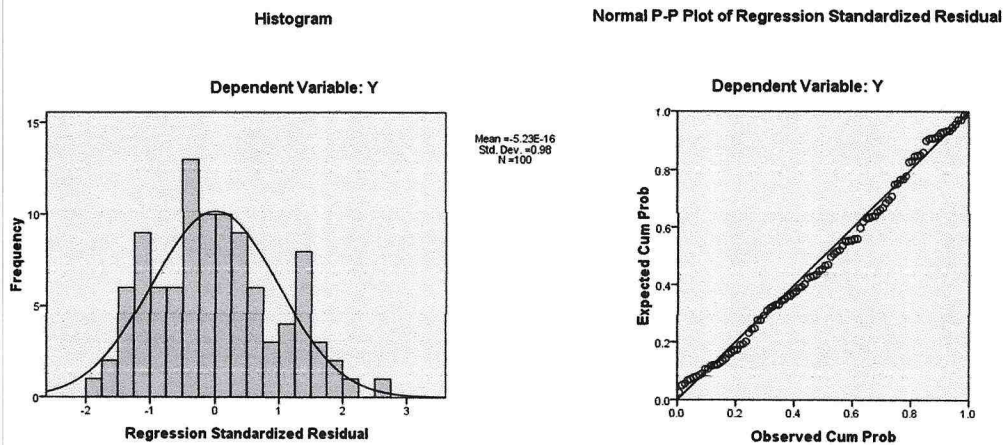 Histogram
Dependent Variable: Y
Mean =-5.23E-16
Std. Dev. =0.98
N =100
Frequency
15
10
5
0
-2
-1
0
1
2
3
Regression Standardized Residual
Normal P-P Plot of Regression Standardized Residual
Dependent Variable: Y
Expected Cum Prob
1.0
0.8
0.6
0.4
0.2
0.0
0.0
0.2
0.4
0.6
0.8
1.0
Observed Cum Prob